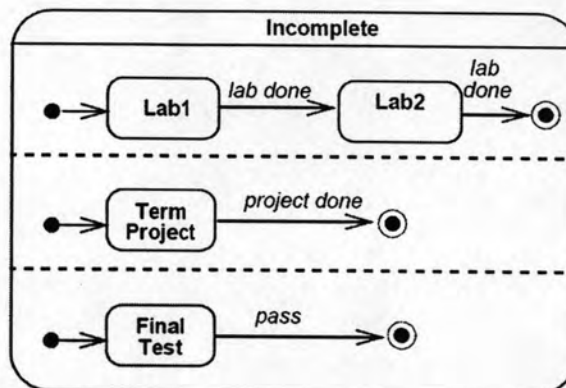 Incomplete
Lab1
lab done
Lab2
lab
done
Term
Project
project done
Final
Test
pass